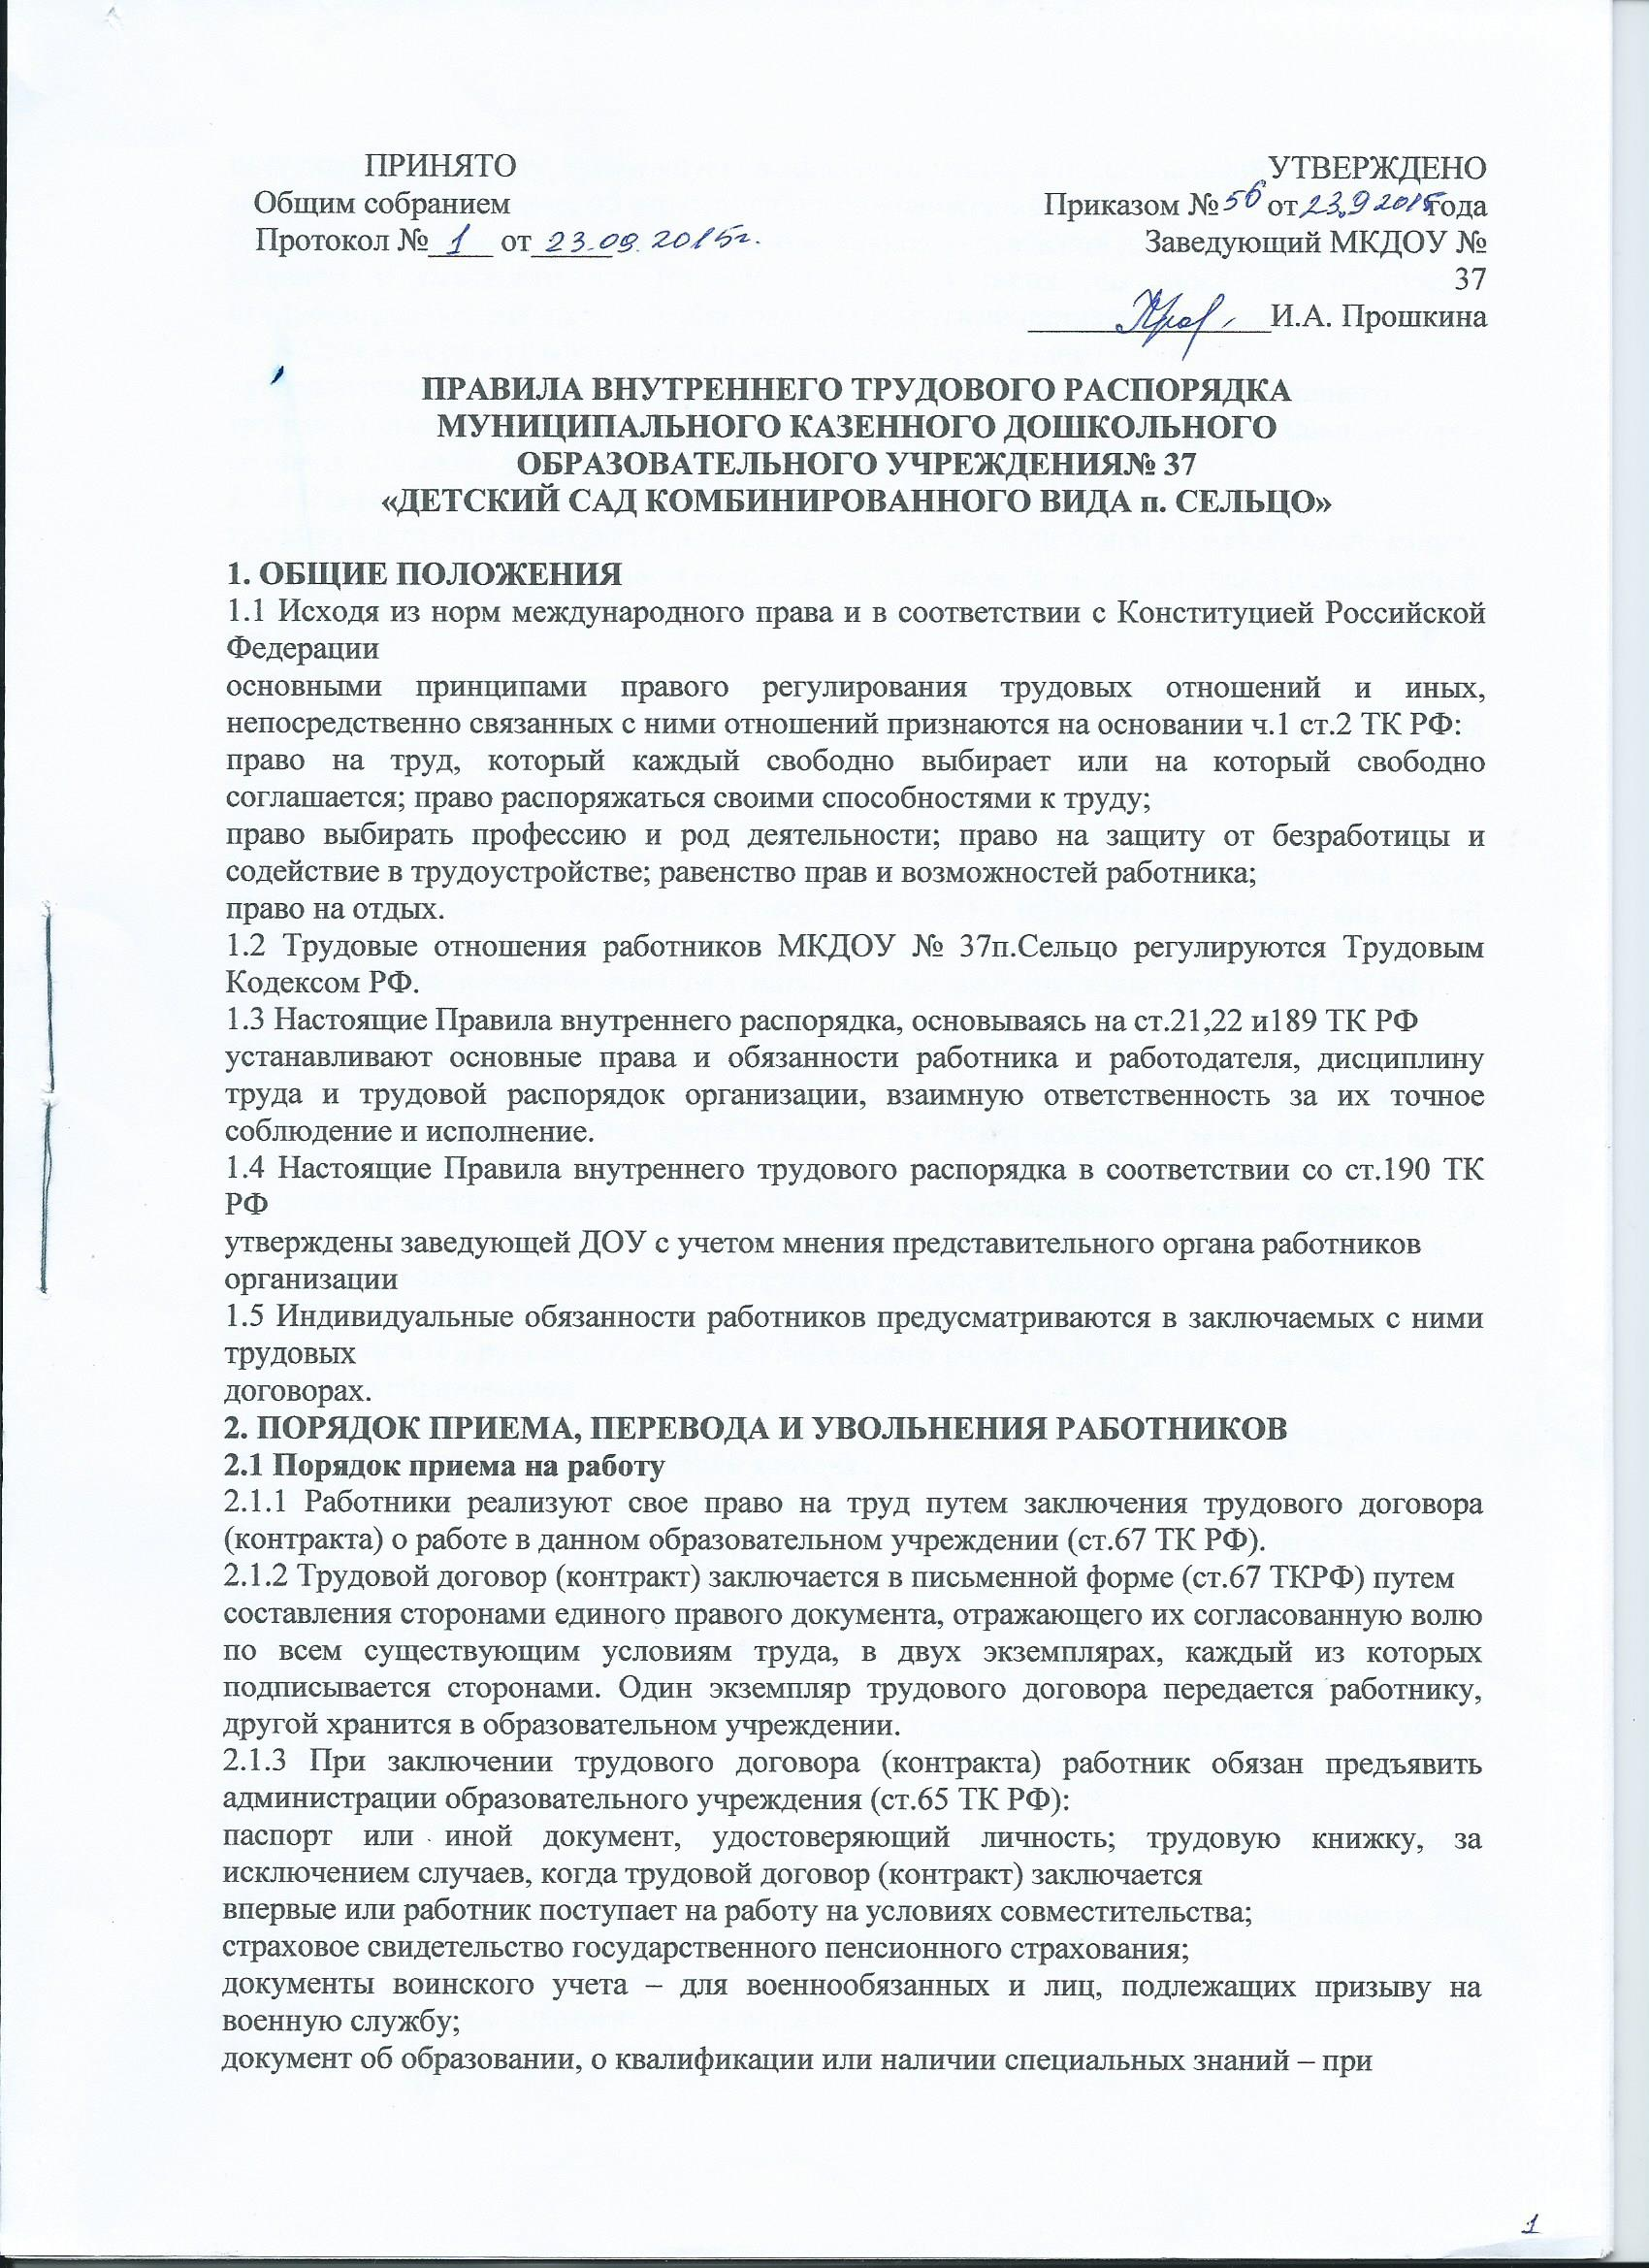 ПРИНЯТО
Общим собранием
Протокол № 1 от 23.09.2015г.
УТВЕРЖДЕНО
Приказом №56 от 23.9 2015 года
Заведующий МКДОУ №
37
И.А. Прошкина
ПРАВИЛА ВНУТРЕННЕГО ТРУДОВОГО РАСПОРЯДКА
МУНИЦИПАЛЬНОГО КАЗЕННОГО ДОШКОЛЬНОГО
ОБРАЗОВАТЕЛЬНОГО УЧРЕЖДЕНИЯ№ 37
«ДЕТСКИЙ САД КОМБИНИРОВАННОГО ВИДА п. СЕЛЬЦО»
1. ОБЩИЕ ПОЛОЖЕНИЯ
1.1 Исходя из норм международного права и в соответствии с Конституцией Российской
Федерации
основными принципами правого регулирования трудовых отношений и иных,
непосредственно связанных с ними отношений признаются на основании ч.1 ст.2 ТК РФ:
право на труд, который каждый свободно выбирает или на который свободно
соглашается; право распоряжаться своими способностями к труду;
право выбирать профессию и род деятельности; право на защиту от безработицы и
содействие в трудоустройстве; равенство прав и возможностей работника;
право на отдых.
1.2 Трудовые отношения работников МКДОУ № 37п.Сельцо регулируются Трудовым
Кодексом РФ.
1.3 Настоящие Правила внутреннего распорядка, основываясь на ст.21,22 и189 ТК РФ
устанавливают основные права и обязанности работника и работодателя, дисциплину
труда и трудовой распорядок организации, взаимную ответственность за их точное
соблюдение и исполнение.
1.4 Настоящие Правила внутреннего трудового распорядка в соответствии со ст.190 ТК
РФ
утверждены заведующей ДОУ с учетом мнения представительного органа работников
организации
1.5 Индивидуальные обязанности работников предусматриваются в заключаемых с ними
трудовых
договорах.
2. ПОРЯДОК ПРИЕМА, ПЕРЕВОДА И УВОЛЬНЕНИЯ РАБОТНИКОВ
2.1 Порядок приема на работу
2.1.1 Работники реализуют свое право на труд путем заключения трудового договора
(контракта) о работе в данном образовательном учреждении (ст.67 ТК РФ).
2.1.2 Трудовой договор (контракт) заключается в письменной форме (ст.67 ТКРФ) путем
составления сторонами единого правого документа, отражающего их согласованную волю
по всем существующим условиям труда, в двух экземплярах, каждый из которых
подписывается сторонами. Один экземпляр трудового договора передается работнику,
другой хранится в образовательном учреждении.
2.1.3 При заключении трудового договора (контракта) работник обязан предъявить
администрации образовательного учреждения (ст.65 ТК РФ):
паспорт или иной документ, удостоверяющий личность; трудовую книжку, за
исключением случаев, когда трудовой договор (контракт) заключается
впервые или работник поступает на работу на условиях совместительства;
страховое свидетельство государственного пенсионного страхования;
документы воинского учета – для военнообязанных и лиц, подлежащих призыву на
военную службу;
документ об образовании, о квалификации или наличии специальных знаний – при
1